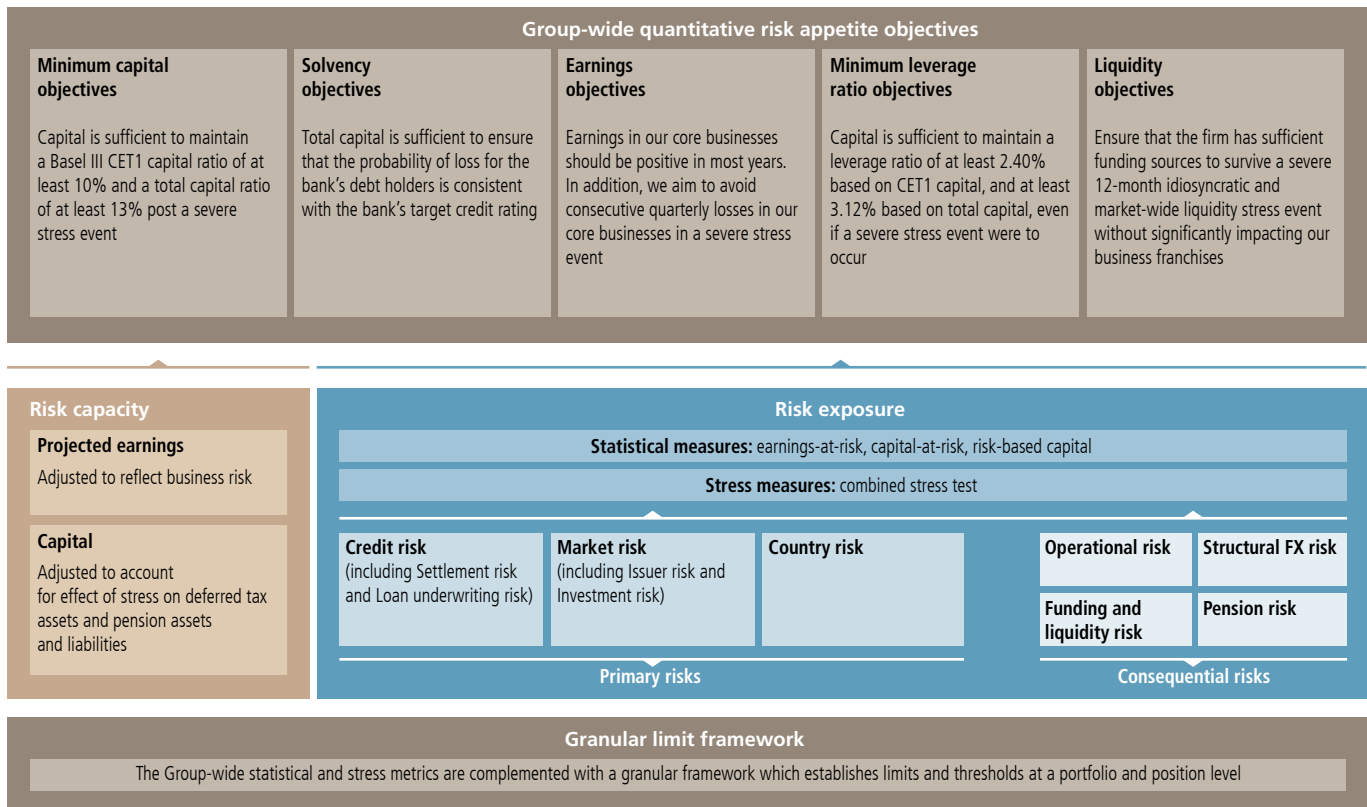 Group-wide quantitative risk appetite objectives
Minimum capital
objectives
Capital is sufficient to maintain
a Basel III CET1 capital ratio of at
least 10% and a total capital ratio
of at least 13% post a severe
stress event
Solvency
objectives
Total capital is sufficient to ensure
that the probability of loss for the
bank's debt holders is consistent
with the bank's target credit rating
Earnings
objectives
Earnings in our core businesses
should be positive in most years.
In addition, we aim to avoid
consecutive quarterly losses in our
core businesses in a severe stress
event
Minimum leverage
ratio objectives
Capital is sufficient to maintain a
leverage ratio of at least 2.40%
based on CET1 capital, and at least
3.12% based on total capital, even
if a severe stress event were to
occur
Liquidity
objectives
Ensure that the firm has sufficient
funding sources to survive a severe
12-month idiosyncratic and
market-wide liquidity stress event
without significantly impacting our
business franchises
Risk capacity
Projected earnings
Adjusted to reflect business risk
Capital
Adjusted to account
for effect of stress on deferred tax
assets and pension assets
and liabilities
Risk exposure
Statistical measures: earnings-at-risk, capital-at-risk, risk-based capital
Stress measures: combined stress test
Credit risk
(including Settlement risk
and Loan underwriting risk)
Market risk
(including Issuer risk and
Investment risk)
Country risk
Primary risks
Operational risk
Structural FX risk
Funding and
liquidity risk
Pension risk
Consequential risks
Granular limit framework
The Group-wide statistical and stress metrics are complemented with a granular framework which establishes limits and thresholds at a portfolio and position level